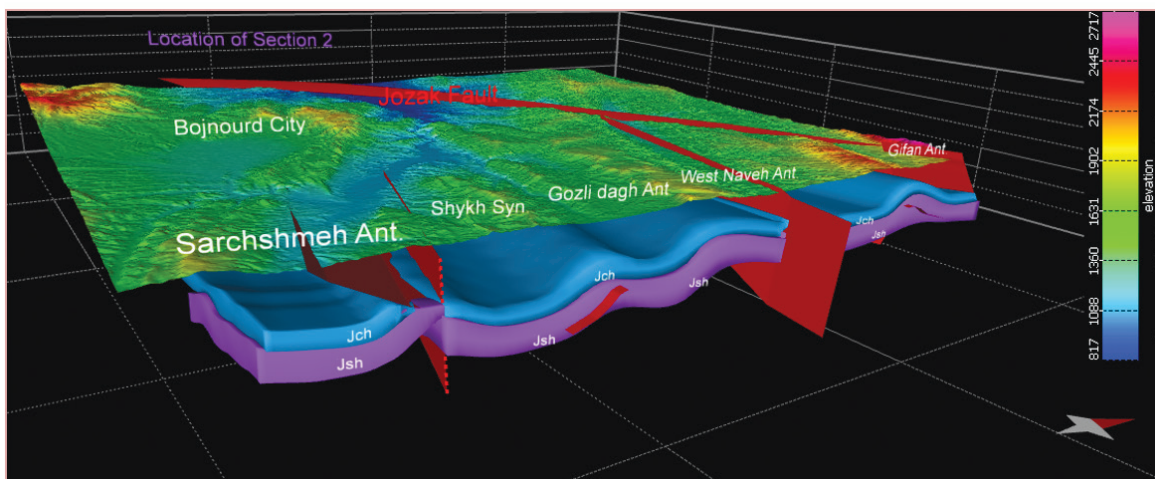 Location of Section 2
Jozak Fault
Bojnourd City
Gifan Ant
West Naveh Ant
Gozli dagh Ant
Shykh Syn
Sarchshmeh Ant.
Jch
Jsh
Jch
Jsh
Jsh
Jch
Jsh
2717
2445
2174
1902
1631
1360
1088
817
elevation